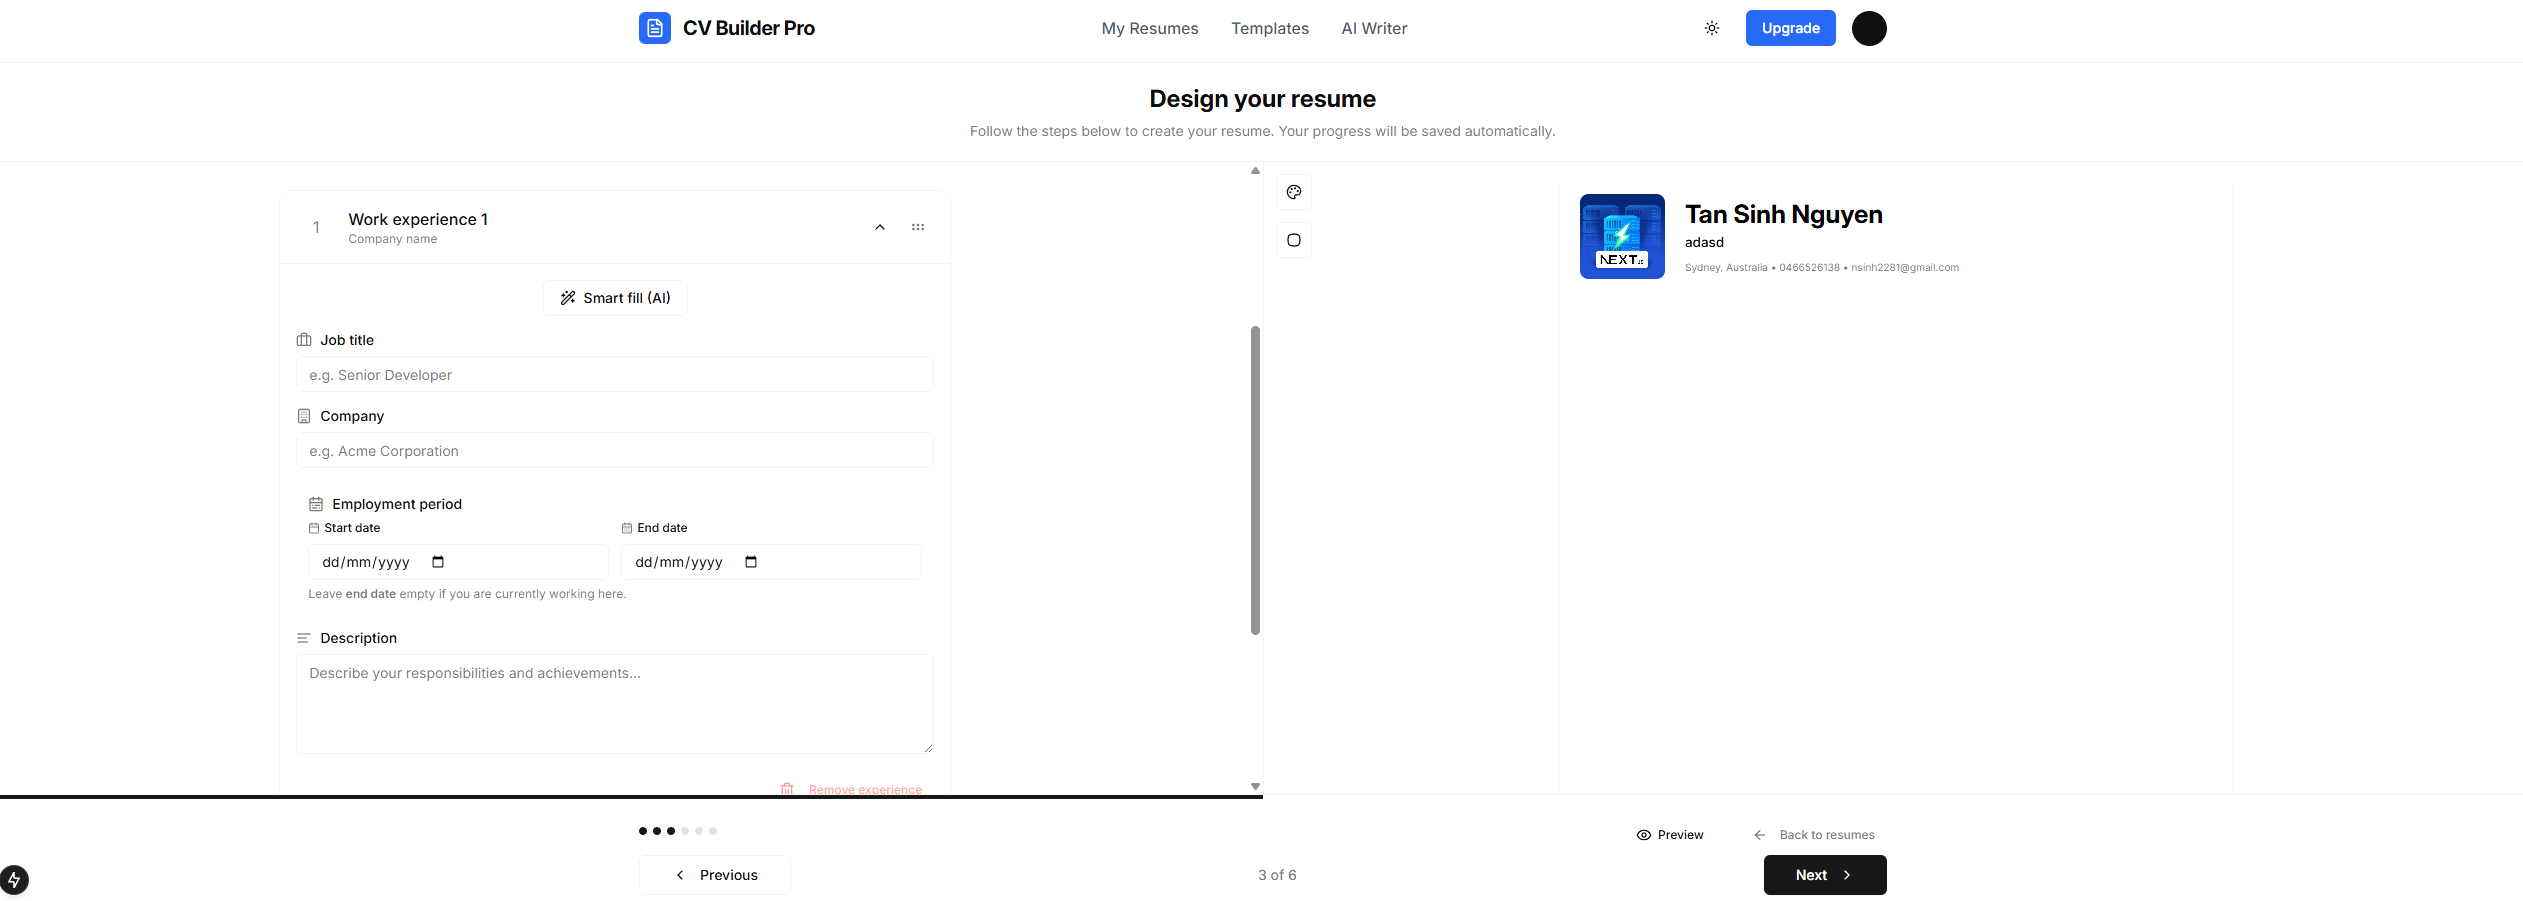 CV Builder Pro
My Resumes
Templates
AI Writer
Upgrade
Design your resume
Follow the steps below to create your resume. Your progress will be saved automatically.
1
Work experience 1
Company name
Smart fill (AI)
Job title
e.g. Senior Developer
Company
e.g. Acme Corporation
Employment period
Start date
End date
dd/mm/yyyy
dd/mm/yyyy
Leave end date empty if you are currently working here.
Description
Describe your responsibilities and achievements...
Remove experience
NEXT.js
Tan Sinh Nguyen
adasd
Sydney, Australia • 0466526138 • nsinh2281@gmail.com
Preview
Back to resumes
Previous
3 of 6
Next